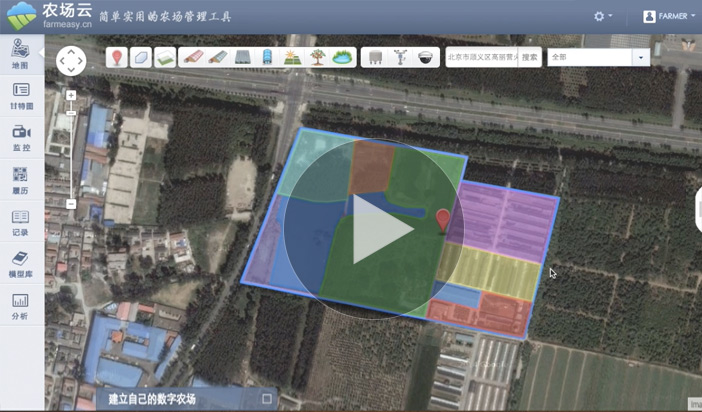 农场云
farmeasy.cn
简单实用的农场管理工具
FARMER
地图
北京市顺义区高丽营火
搜索
全部
甘特图
监控
履历
记录
模型库
分析
建立自己的数字农场
Google